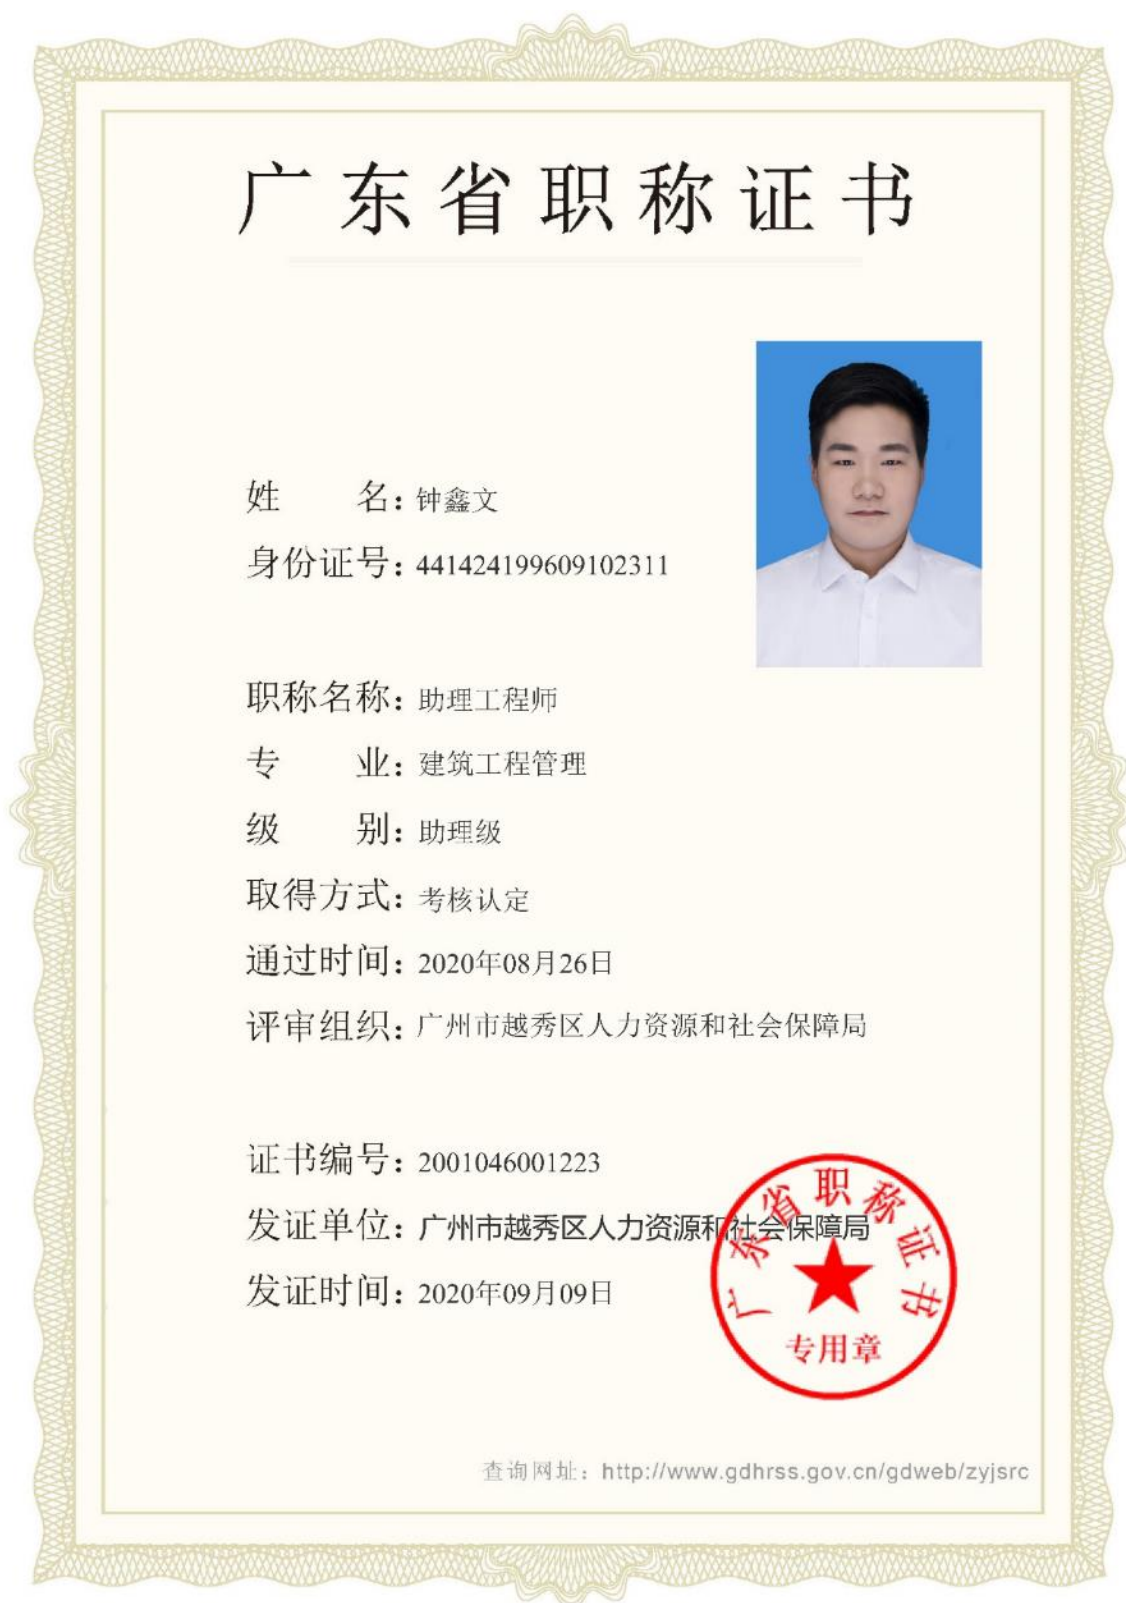 广东省职称证书
姓 名：钟鑫文
身份证号：441424199609102311
职称名称：助理工程师
专 业：建筑工程管理
级 别：助理级
取得方式：考核认定
通过时间：2020年08月26日
评审组织：广州市越秀区人力资源和社会保障局
证书编号：2001046001223
发证单位：广州市越秀区人力资源和社会保障局
发证时间：2020年09月09日
广东省职称证书
专用章
查询网址：http://www.gdhrss.gov.cn/gdweb/zyjsrc